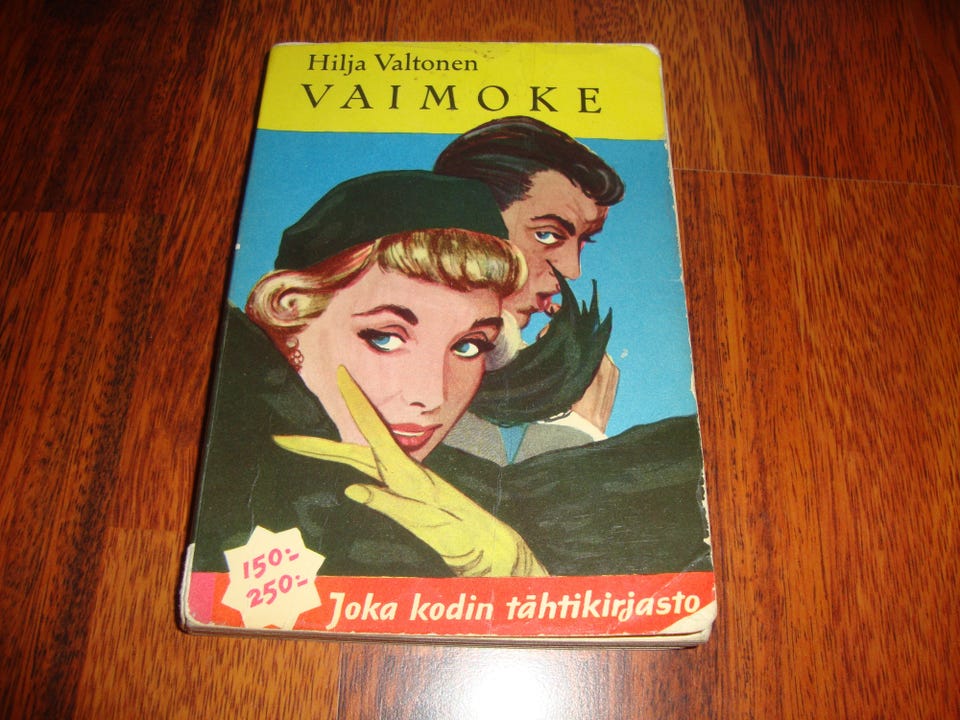 Hilja Valtonen
VAIMOKE
150:-
250:-
Joka kodin tähtikirjasto